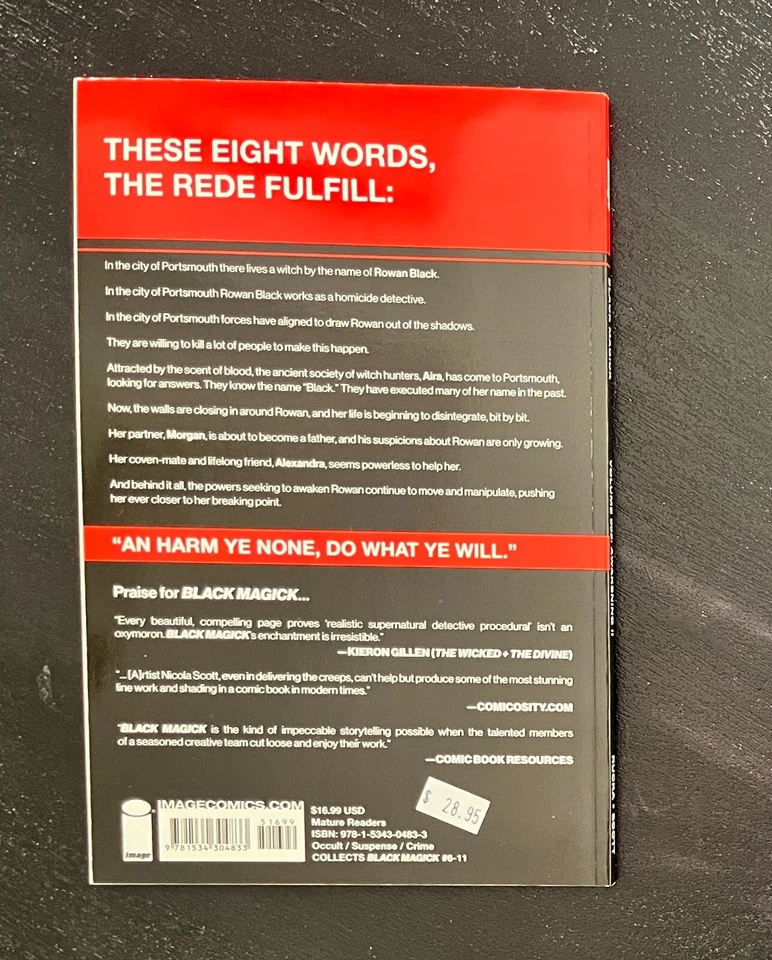 THESE EIGHT WORDS,
THE REDE FULFILL:
In the city of Portsmouth there lives a witch by the name of Rowan Black.
In the city of Portsmouth Rowan Black works as a homicide detective.
In the city of Portsmouth forces have aligned to draw Rowan out of the shadows.
They are willing to kill a lot of people to make this happen.
Attracted by the scent of blood, the ancient society of witch hunters, Aira, has come to Portsmouth,
looking for answers. They know the name "Black." They have executed many of her name in the past.
Now, the walls are closing in around Rowan, and her life is beginning to disintegrate, bit by bit.
Her partner, Morgan, is about to become a father, and his suspicions about Rowan are only growing.
Her coven-mate and lifelong friend, Alexandra, seems powerless to help her.
And behind it all, the powers seeking to awaken Rowan continue to move and manipulate, pushing
her ever closer to her breaking point.
"AN HARM YE NONE, DO WHAT YE WILL."
Praise for BLACK MAGICK...
"Every beautiful, compelling page proves 'realistic supernatural detective procedural' isn't an
oxymoron. BLACK MAGICK's enchantment is irresistible."
—KIERON GILLEN (THE WICKED + THE DIVINE)
"...[A]rtist Nicola Scott, even in delivering the creeps, can't help but produce some of the most stunning
line work and shading in a comic book in modern times."
—COMICOSITY.COM
"BLACK MAGICK is the kind of impeccable storytelling possible when the talented members
of a seasoned creative team cut loose and enjoy their work."
—COMIC BOOK RESOURCES
$ 28.95
IMAGECOMICS.COM
image
51699
9 781534 304833
$16.99 USD
Mature Readers
ISBN: 978-1-5343-0483-3
Occult / Suspense / Crime
COLLECTS BLACK MAGICK #6-11